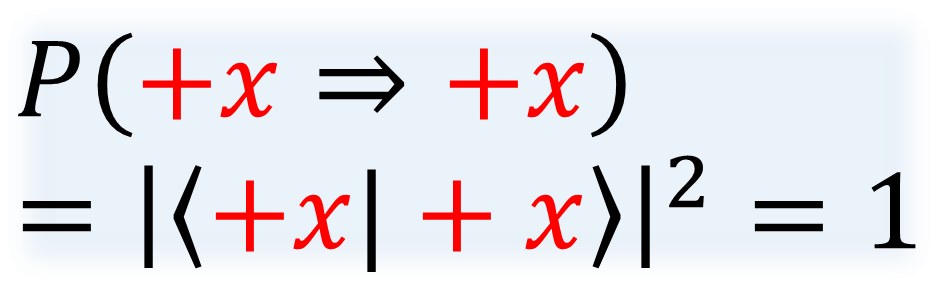 P(+x ⇒ +x)
= |⟨+x| + x⟩|² = 1